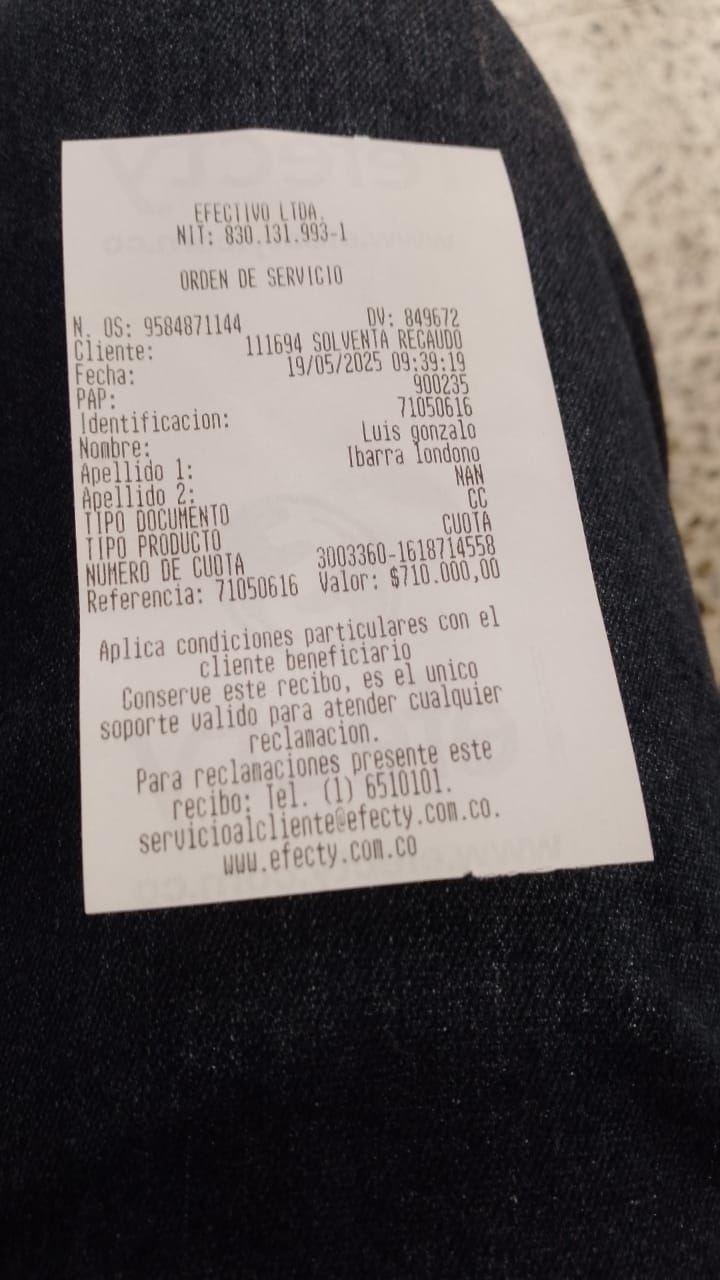 EFECTIVO LTDA.
NIT: 830.131.993-1
ORDEN DE SERVICIO
N. OS: 9584871144 DV: 849672
Cliente: 111694 SOLVENTA RECAUDO
Fecha: 19/05/2025 09:39:19
PAP: 900235
Identificacion: 71050616
Nombre: Luis gonzalo
Apellido 1: Ibarra londono
Apellido 2: NAN
TIPO DOCUMENTO CC
TIPO PRODUCTO CUOTA
NUMERO DE CUOTA 3003360-1618714558
Referencia: 71050616 Valor: $710.000,00
Aplica condiciones particulares con el
cliente beneficiario
Conserve este recibo, es el unico
soporte valido para atender cualquier
reclamacion.
Para reclamaciones presente este
recibo: Tel. (1) 6510101.
servicioalcliente@efecty.com.co.
www.efecty.com.co